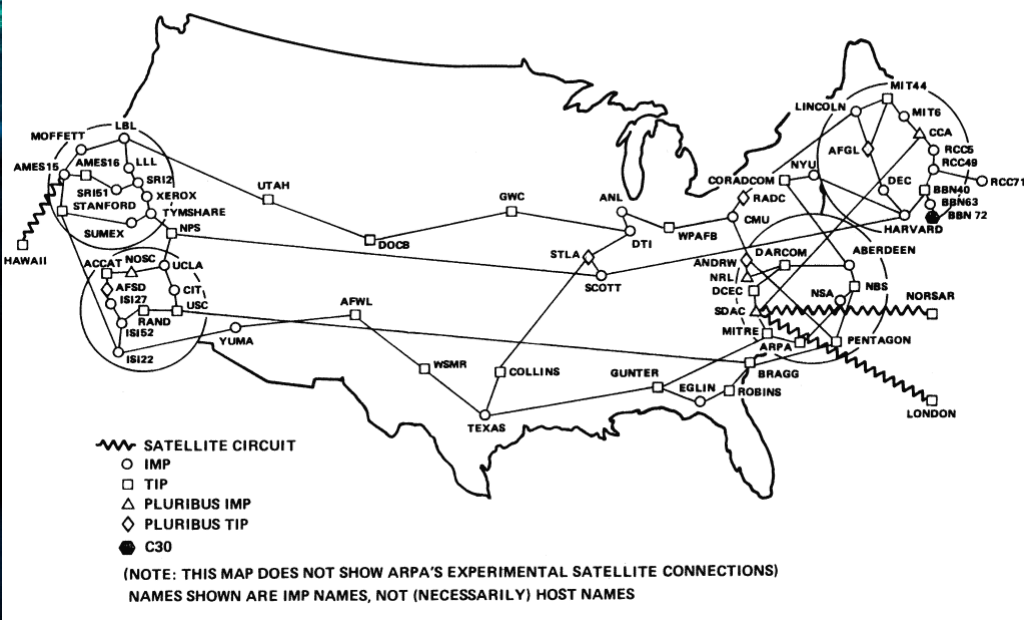 MIT44
LINCOLN
MIT6
LBL
MOFFETT
CCA
AFGL
RCC5
AMES16
LLL
RCC49
AMES15
NYU
SRI2
UTAH
CORADCOM
DEC
RCC71
SRI51
XEROX
GWC
ANL
RADC
BBN40
STANFORD
BBN63
TYMSHARE
CMU
BBN 72
SUMEX
NPS
WPAFB
HARVARD
DOCB
DTI
HAWAII
STLA
DARCOM
ABERDEEN
ACCAT
NOSC
UCLA
ANDRW
NRL
SCOTT
AFSD
CIT
DCEC
NSA
NBS
NORSAR
ISI27
USC
AFWL
SDAC
RAND
ISI52
MITRE
YUMA
ARPA
PENTAGON
ISI22
WSMR
COLLINS
GUNTER
BRAGG
EGLIN
ROBINS
LONDON
TEXAS
SATELLITE CIRCUIT
IMP
TIP
PLURIBUS IMP
PLURIBUS TIP
C30
(NOTE: THIS MAP DOES NOT SHOW ARPA'S EXPERIMENTAL SATELLITE CONNECTIONS)
NAMES SHOWN ARE IMP NAMES, NOT (NECESSARILY) HOST NAMES